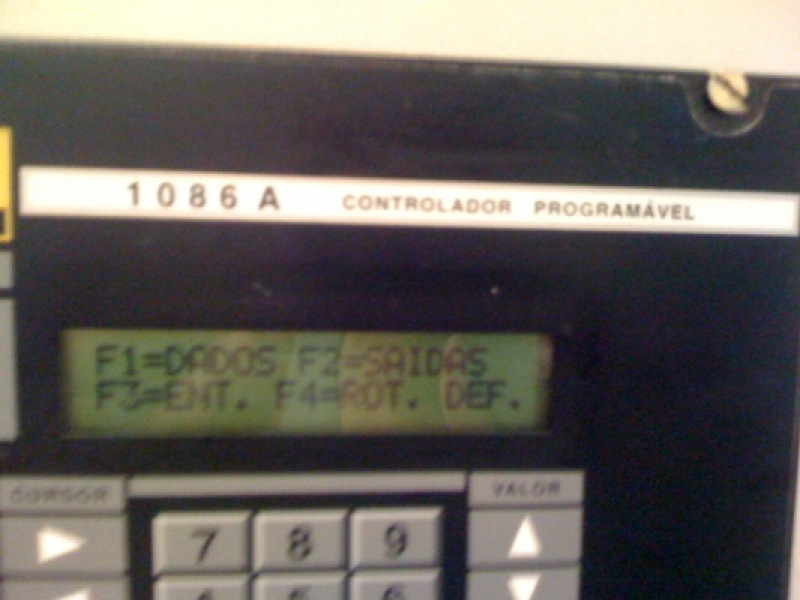 1086 A CONTROLADOR PROGRAMÁVEL
F1=DADOS F2=SAIDAS
F3=ENT. F4=ROT. DEF.
CURSOR VALOR
7 8 9